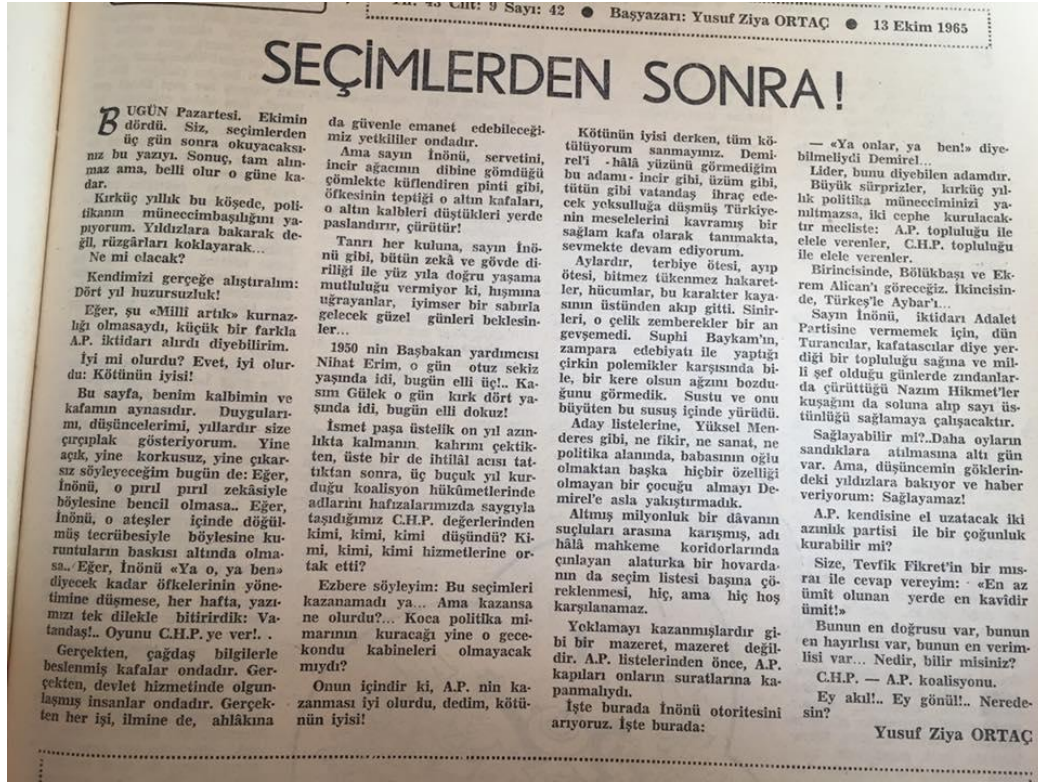 Cilt: 9 Sayı: 42 ● Başyazarı: Yusuf Ziya ORTAÇ ● 13 Ekim 1965
SEÇİMLERDEN SONRA!
BUGÜN Pazartesi. Ekimin
dördü. Siz, seçimlerden
üç gün sonra okuyacaksı-
nız bu yazıyı. Sonuç, tam alın-
maz ama, belli olur o güne ka-
dar.
Kırküç yıllık bu köşede, poli-
tikanın müneccimbaşılığını ya-
pıyorum. Yıldızlara bakarak de-
ğil, rüzgârları koklayarak...
Ne mi olacak?
Kendimizi gerçeğe alıştıralım:
Dört yıl huzursuzluk!
Eğer, şu «Milli artık» kurnaz-
lığı olmasaydı, küçük bir farkla
A.P. iktidarı alırdı diyebilirim.
İyi mi olurdu? Evet, iyi olur-
du: Kötünün iyisi!
Bu sayfa, benim kalbimin ve
kafamın aynasıdır. Duyguları-
mı, düşüncelerimi, yıllardır size
çırçıplak gösteriyorum. Yine
açık, yine korkusuz, yine çıkar-
sız söyleyeceğim bugün de: Eğer,
İnönü, o pırıl pırıl zekâsiyle
böylesine bencil olmasa.. Eğer,
İnönü, o ateşler içinde döğül-
müş tecrübesiyle böylesine ku-
runtuların baskısı altında olma-
sa.. Eğer, İnönü «Ya o, ya ben»
diyecek kadar öfkelerinin yöne-
timine düşmese, her hafta, yazı-
mızı tek dilekle bitirirdik: Va-
tandaş!.. Oyunu C.H.P. ye ver!. .
Gerçekten, çağdaş bilgilerle
beslenmiş kafalar ondadır. Ger-
çekten, devlet hizmetinde olgun-
laşmış insanlar ondadır. Gerçek-
ten her işi, ilmine de, ahlâkına
da güvenle emanet edebileceği-
miz yetkililer ondadır.
Ama sayın İnönü, servetini,
incir ağacının dibine gömdüğü
çömlekte küflendiren pinti gibi,
öfkesinin teptiği o altın kafaları,
o altın kalbleri düştükleri yerde
paslandırır, çürütür!
Tanrı her kuluna, sayın İnö-
nü gibi, bütün zekâ ve gövde di-
riliği ile yüz yıla doğru yaşama
mutluluğu vermiyor ki, hışmına
uğrayanlar, iyimser bir sabırla
gelecek güzel günleri beklesin-
ler...
1950 nin Başbakan yardımcısı
Nihat Erim, o gün otuz sekiz
yaşında idi, bugün elli üç!.. Ka-
sım Gülek o gün kırk dört ya-
şında idi, bugün elli dokuz!
İsmet paşa üstelik on yıl azın-
lıkta kalmanın kahrını çektik-
ten, üste bir de ihtilâl acısı tat-
tıktan sonra, üç buçuk yıl kur-
duğu koalisyon hükûmetlerinde
adlarını hafızalarımızda saygıyla
taşıdığımız C.H.P. değerlerinden
kimi, kimi, kimi düşündü? Ki-
mi, kimi, kimi hizmetlerine or-
tak etti?
Ezbere söyleyim: Bu seçimleri
kazanamadı ya... Ama kazansa
ne olurdu?... Koca politika mi-
marının kuracağı yine o gece-
kondu kabineleri olmayacak
mıydı?
Onun içindir ki, A.P. nin ka-
zanması iyi olurdu, dedim, kötü-
nün iyisi!
Kötünün iyisi derken, tüm kö-
tülüyorum sanmayınız. Demi-
rel'i - hâlâ yüzünü görmediğim
bu adamı - incir gibi, üzüm gibi,
tütün gibi vatandaş ihraç ede-
cek yoksulluğa düşmüş Türkiye-
nin meselelerini kavramış bir
sağlam kafa olarak tanımakta,
sevmekte devam ediyorum.
Aylardır, terbiye ötesi, ayıp
ötesi, bitmez tükenmez hakaret-
ler, hücumlar, bu karakter kaya-
sının üstünden akıp gitti. Sinir-
leri, o çelik zemberekler bir an
gevşemedi. Suphi Baykam'ın,
zampara edebiyatı ile yaptığı
çirkin polemikler karşısında bi-
le, bir kere olsun ağzını bozdu-
ğunu görmedik. Sustu ve onu
büyüten bu susuş içinde yürüdü.
Aday listelerine, Yüksel Men-
deres gibi, ne fikir, ne sanat, ne
politika alanında, babasının oğlu
olmaktan başka hiçbir özelliği
olmayan bir çocuğu almayı De-
mirel'e asla yakıştırmadık.
Altmış milyonluk bir dâvanın
suçluları arasına karışmış, adı
hâlâ mahkeme koridorlarında
çınlayan alaturka bir hovarda-
nın da seçim listesi başına çö-
reklenmesi, hiç, ama hiç hoş
karşılanamaz.
Yoklamayı kazanmışlardır gi-
bi bir mazeret, mazeret değil-
dir. A.P. listelerinden önce, A.P.
kapıları onların suratlarına ka-
panmalıydı.
İşte burada İnönü otoritesini
arıyoruz. İşte burada:
— «Ya onlar, ya ben!» diye-
bilmeliydi Demirel...
Lider, bunu diyebilen adamdır.
Büyük sürprizler, kırküç yıl-
lık politika müneccimizi ya-
nıltmazsa, iki cephe kurulacak-
tır mecliste: A.P. topluluğu ile
elele verenler, C.H.P. topluluğu
ile elele verenler.
Birincisinde, Bölükbaşı ve Ek-
rem Alican'ı göreceğiz. İkincisin-
de, Türkeş'le Aybar'ı...
Sayın İnönü, iktidarı Adalet
Partisine vermemek için, dün
Turancılar, kafatascılar diye yer-
diği bir topluluğu sağına ve mil-
li şef olduğu günlerde zındanlar-
da çürüttüğü Nazım Hikmet'ler
kuşağını da soluna alıp sayı üs-
tünlüğü sağlamaya çalışacaktır.
Sağlayabilir mi?..Daha oyların
sandıklara atılmasına altı gün
var. Ama, düşüncemin göklerin-
deki yıldızlara bakıyor ve haber
veriyorum: Sağlayamaz!
A.P. kendisine el uzatacak iki
azınlık partisi ile bir çoğunluk
kurabilir mi?
Size, Tevfik Fikret'in bir mıs-
raı ile cevap vereyim: «En az
ümit olunan yerde en kavîdir
ümit!»
Bunun en doğrusu var, bunun
en hayırlısı var, bunun en verim-
lisi var... Nedir, bilir misiniz?
C.H.P. — A.P. koalisyonu.
Ey akıl!.. Ey gönül!.. Nerede-
sin?
Yusuf Ziya ORTAÇ